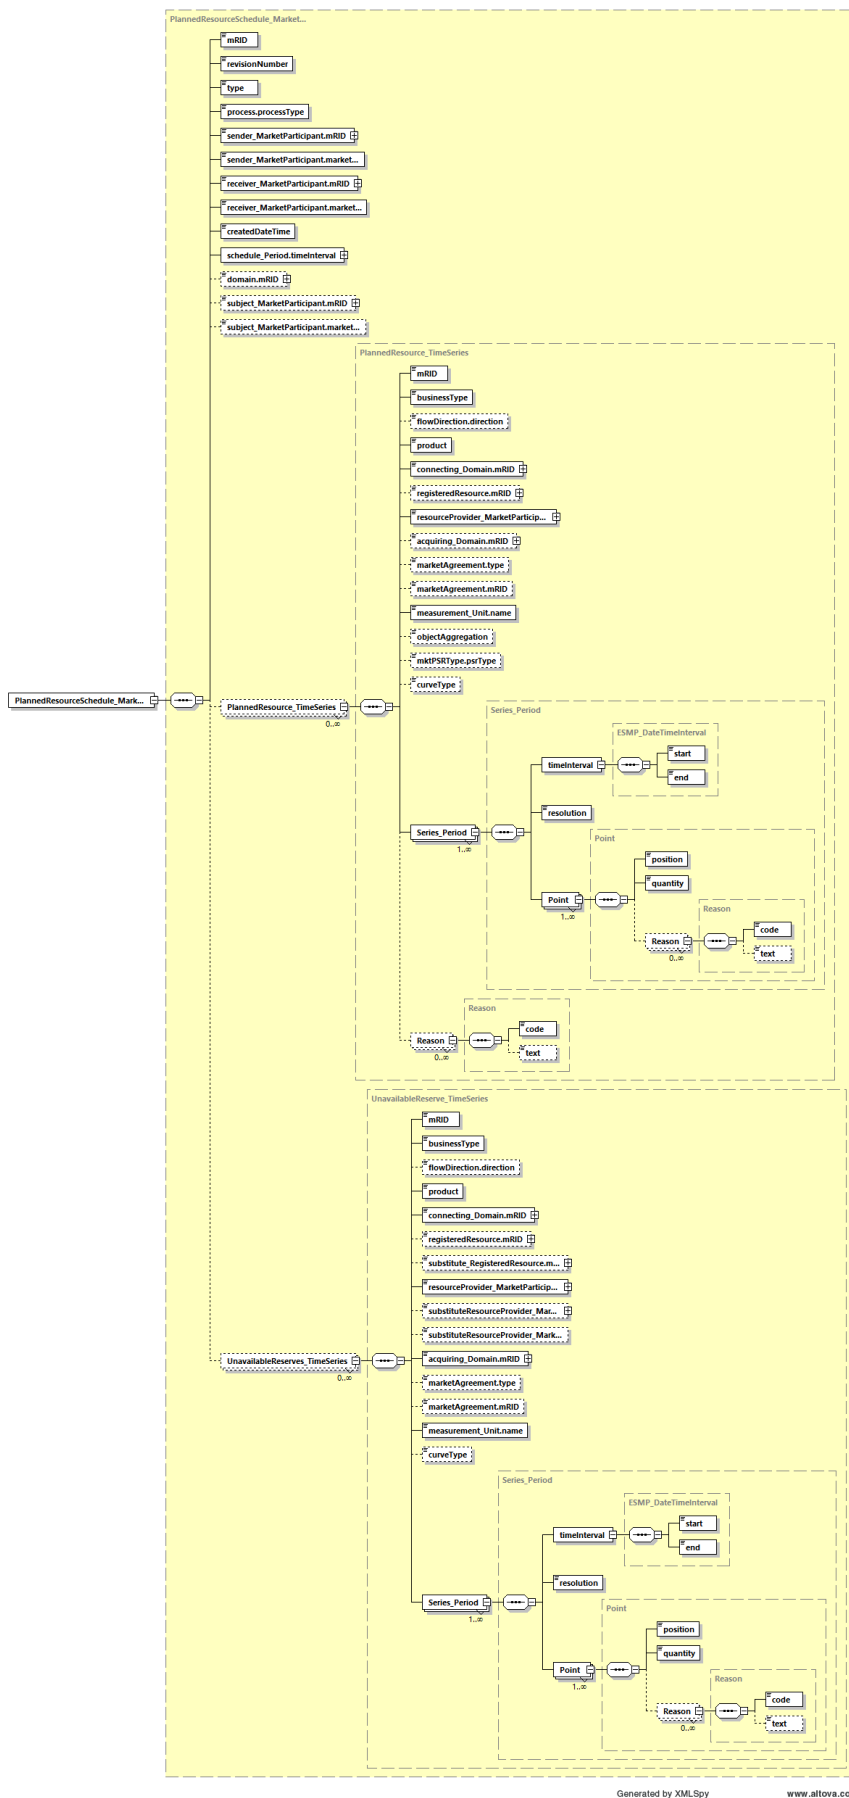 PlannedResourceSchedule_Market...
mRID
revisionNumber
type
process.processType
sender_MarketParticipant.mRID
sender_MarketParticipant.market...
receiver_MarketParticipant.mRID
receiver_MarketParticipant.market...
createdDateTime
schedule_Period.timeInterval
domain.mRID
subject_MarketParticipant.mRID
subject_MarketParticipant.market...
PlannedResource_TimeSeries
mRID
businessType
flowDirection.direction
product
connecting_Domain.mRID
registeredResource.mRID
resourceProvider_MarketParticip...
acquiring_Domain.mRID
marketAgreement.type
marketAgreement.mRID
measurement_Unit.name
objectAggregation
mktPSRType.psrType
curveType
PlannedResourceSchedule_Mark...
PlannedResource_TimeSeries
0..∞
Series_Period
ESMP_DateTimeInterval
start
timeInterval
end
resolution
Series_Period
1..∞
Point
position
quantity
Point
1..∞
Reason
code
Reason
0..∞
text
Reason
code
Reason
0..∞
text
UnavailableReserve_TimeSeries
mRID
businessType
flowDirection.direction
product
connecting_Domain.mRID
registeredResource.mRID
substitute_RegisteredResource.m...
resourceProvider_MarketParticip...
substituteResourceProvider_Mar...
substituteResourceProvider_Mark...
UnavailableReserves_TimeSeries
0..∞
acquiring_Domain.mRID
marketAgreement.type
marketAgreement.mRID
measurement_Unit.name
curveType
Series_Period
ESMP_DateTimeInterval
start
timeInterval
end
resolution
Series_Period
1..∞
Point
position
quantity
Point
1..∞
Reason
code
Reason
0..∞
text
Generated by XMLSpy
www.altova.co